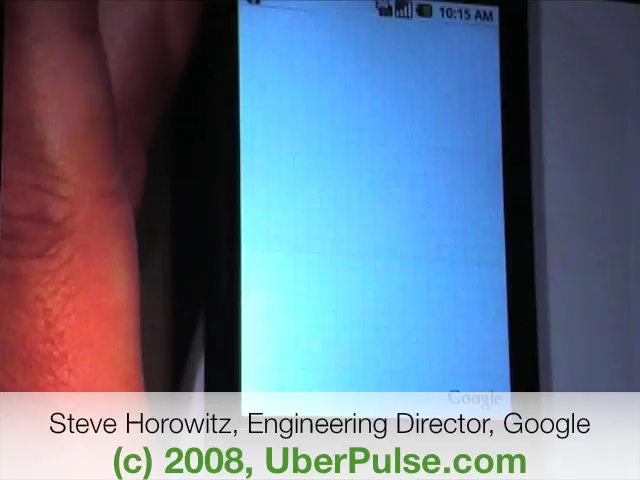 10:15 AM
Google
Steve Horowitz, Engineering Director, Google
(c) 2008, UberPulse.com